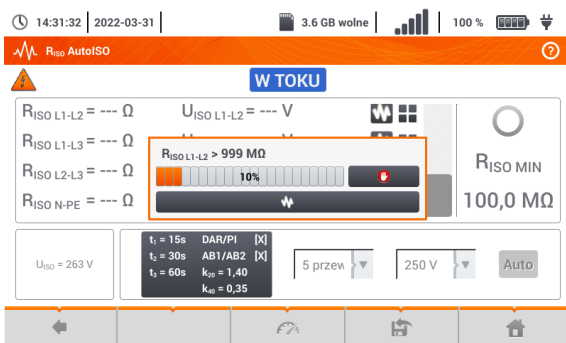 14:31:32 2022-03-31 3.6 GB wolne 100 %
RISO AutoISO ?
W TOKU
RISO L1-L2 = --- Ω UISO L1-L2 = --- V
RISO L1-L3 = --- Ω
RISO L2-L3 = --- Ω
RISO N-PE = --- Ω
RISO L1-L2 > 999 MΩ
10%
RISO MIN
100,0 MΩ
UISO = 263 V
t1 = 15s DAR/PI [X]
t2 = 30s AB1/AB2 [X]
t3 = 60s k20 = 1,40
k40 = 0,35
5 przew 250 V Auto